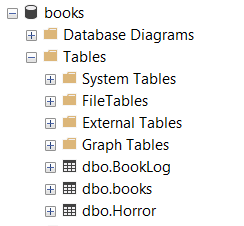 books
Database Diagrams
Tables
System Tables
FileTables
External Tables
Graph Tables
dbo.BookLog
dbo.books
dbo.Horror